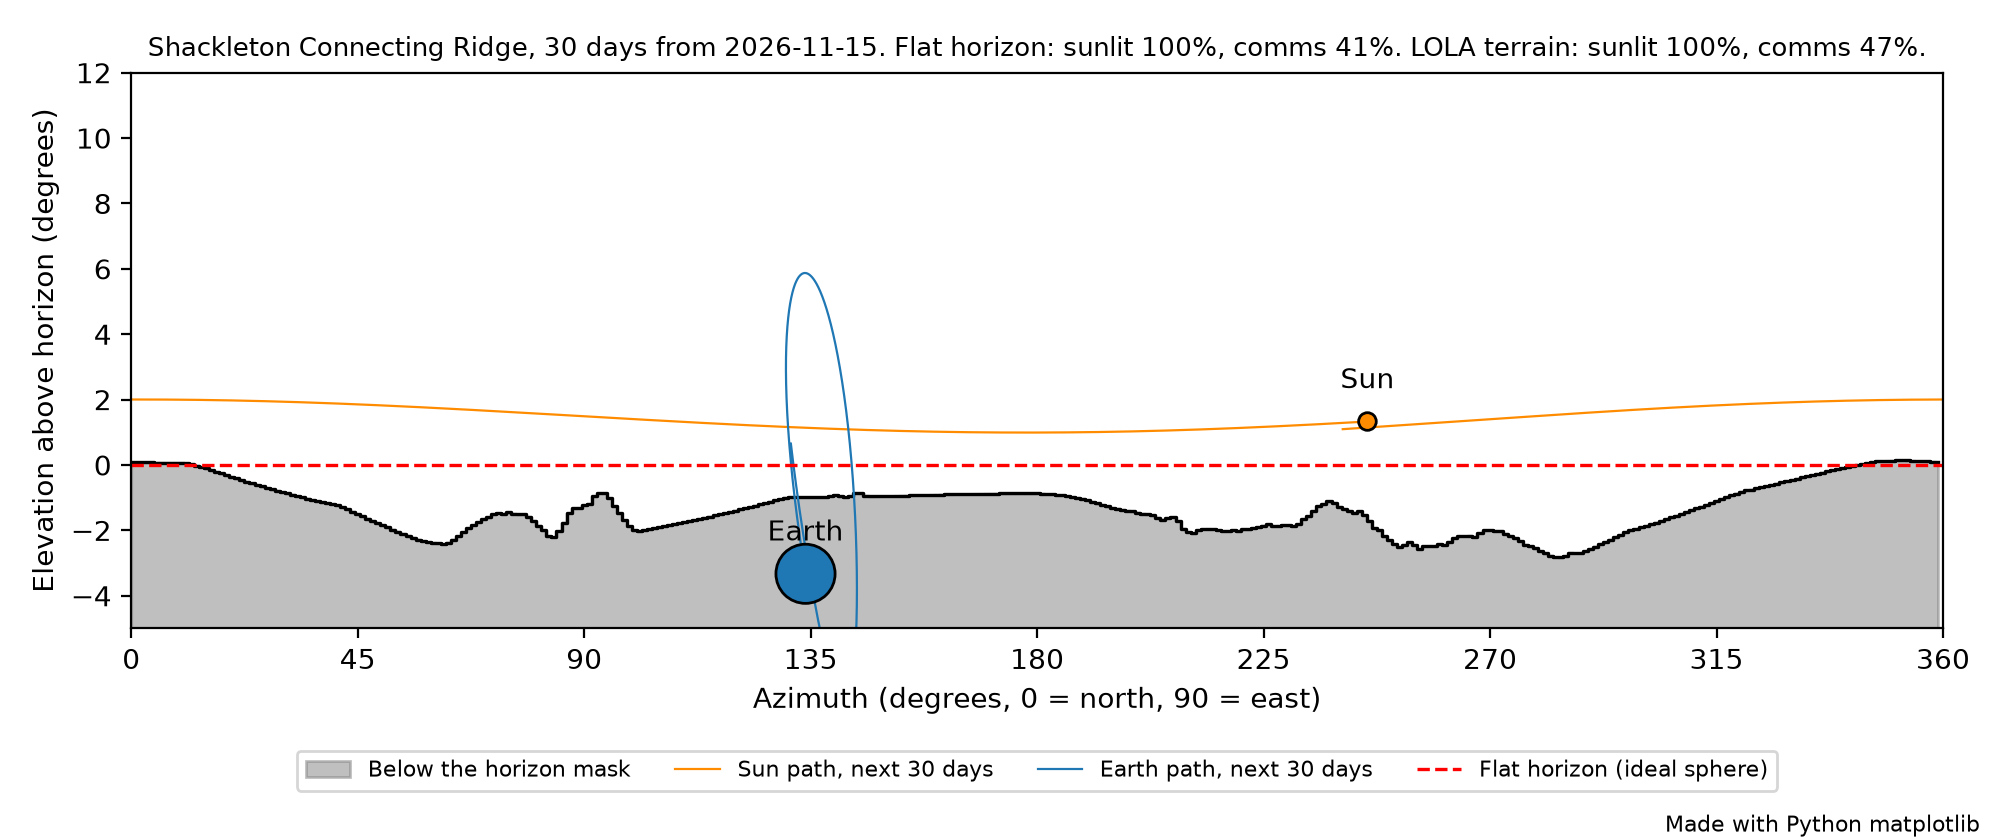 Shackleton Connecting Ridge, 30 days from 2026-11-15. Flat horizon: sunlit 100%, comms 41%. LOLA terrain: sunlit 100%, comms 47%.
Elevation above horizon (degrees)
12
10
8
6
4
2
0
−2
−4
Sun
Earth
0 45 90 135 180 225 270 315 360
Azimuth (degrees, 0 = north, 90 = east)
Below the horizon mask Sun path, next 30 days Earth path, next 30 days Flat horizon (ideal sphere)
Made with Python matplotlib